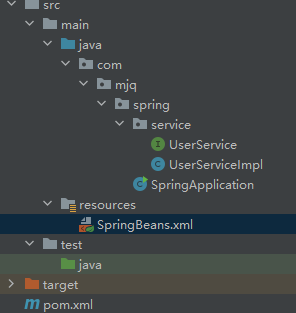 src
main
java
com
mjq
spring
service
UserService
UserServiceImpl
SpringApplication
resources
SpringBeans.xml
test
java
target
pom.xml